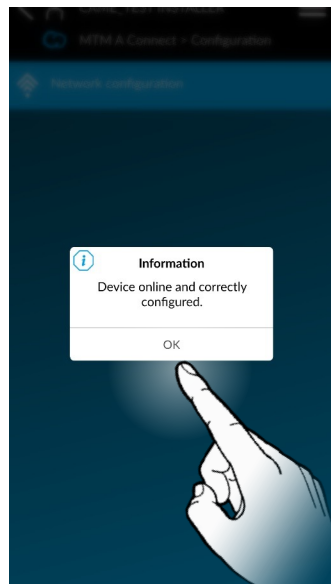 MTM A Connect > Configuration
Network configuration
Information
Device online and correctly
configured.
OK